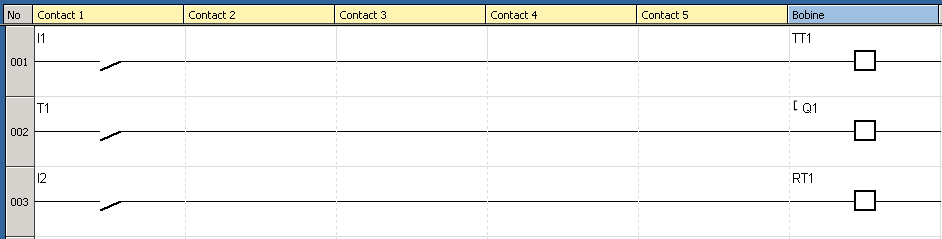 No Contact 1 Contact 2 Contact 3 Contact 4 Contact 5 Bobine
I1 TT1
001
T1 [ Q1
002
I2 RT1
003